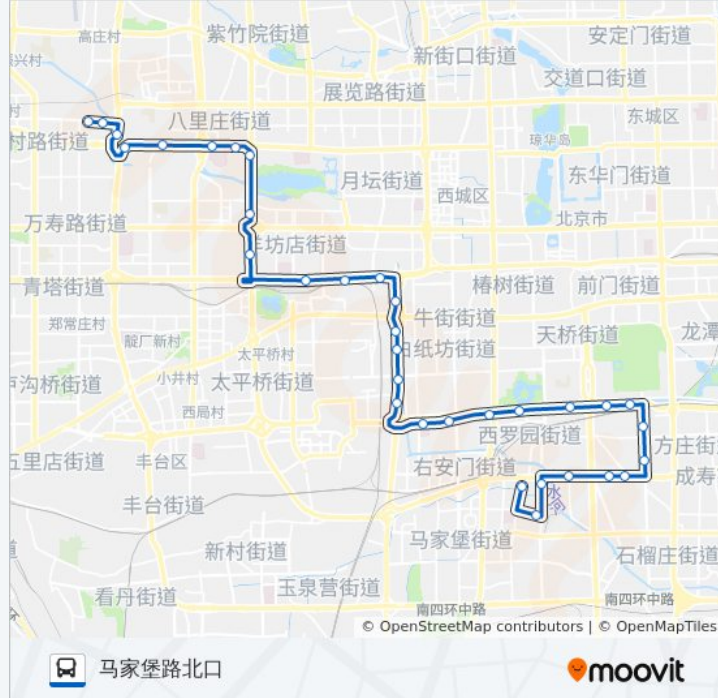 高庄村
紫竹院街道
安定门街道
新街口街道
兴村
交道口街道
展览路街道
东城区
村
八里庄街道
琼华岛
村路街道
月坛街道
东华门街道
西城区
万寿路街道
北京市
羊坊店街道
青塔街道
椿树街道
前门街道
郑常庄村
牛街街道
靛厂新村
天桥街道
龙潭
白纸坊街道
太平桥村
小井村
卢沟桥街道
太平桥街道
西局村
西罗园街道
方庄街
五里店街道
丰台区
右安门街道
成寿
丰台街道
水河
马家堡街道
新村街道
石榴庄街道
道
玉泉营街道
看丹街道
南四环中路
南四环中路
© OpenStreetMap contributors | © OpenMapTiles
马家堡路北口
moovit